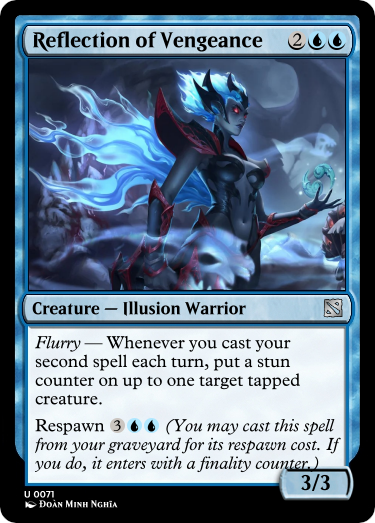 Reflection of Vengeance 2
Creature — Illusion Warrior
Flurry — Whenever you cast your
second spell each turn, put a stun
counter on up to one target tapped
creature.
Respawn 3 (You may cast this spell
from your graveyard for its respawn cost. If
you do, it enters with a finality counter.)
3/3
U 0071
Đoàn Minh Nghĩa